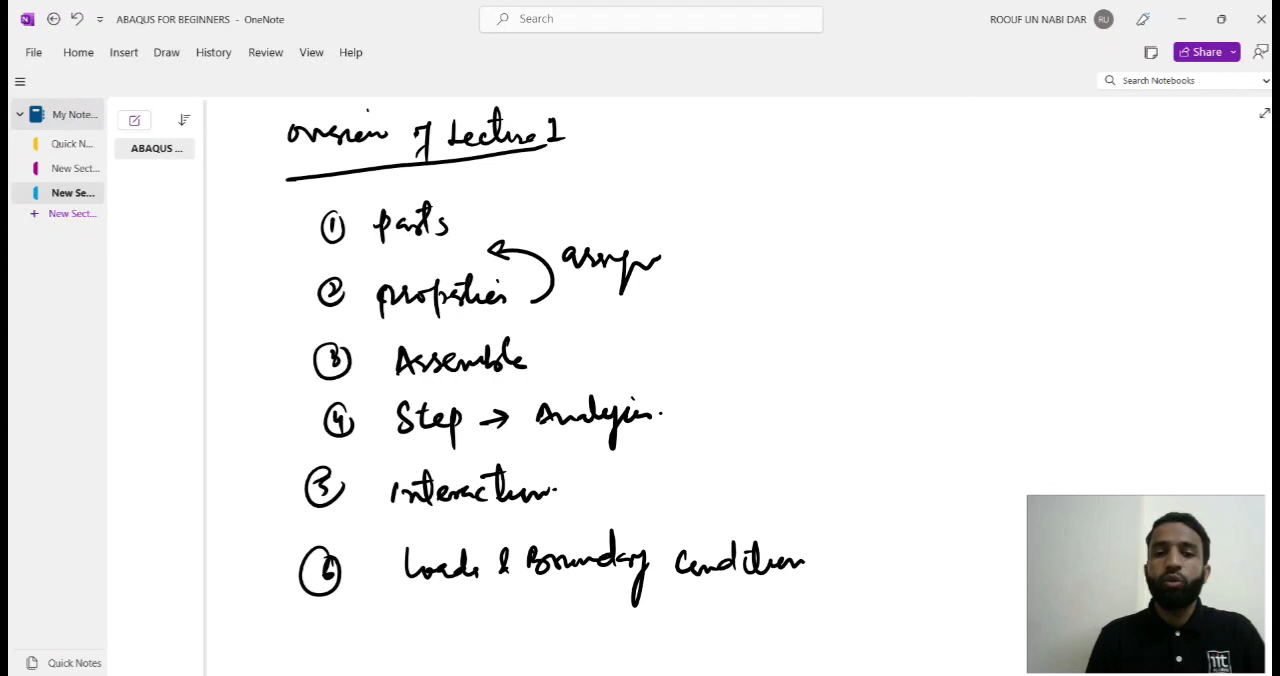 ABAQUS FOR BEGINNERS - OneNote
Search
ROOUF UN NABI DAR
RU
File Home Insert Draw History Review View Help
Share
Search Notebooks
My Note...
Quick N...
New Sect...
New Se...
+ New Sect...
Quick Notes
ABAQUS ...
Overview of Lecture 1
① parts
② properties
assign
③ Assemble
④ Step → Analysis.
⑤ Interaction.
⑥ Loads & Boundary Condition